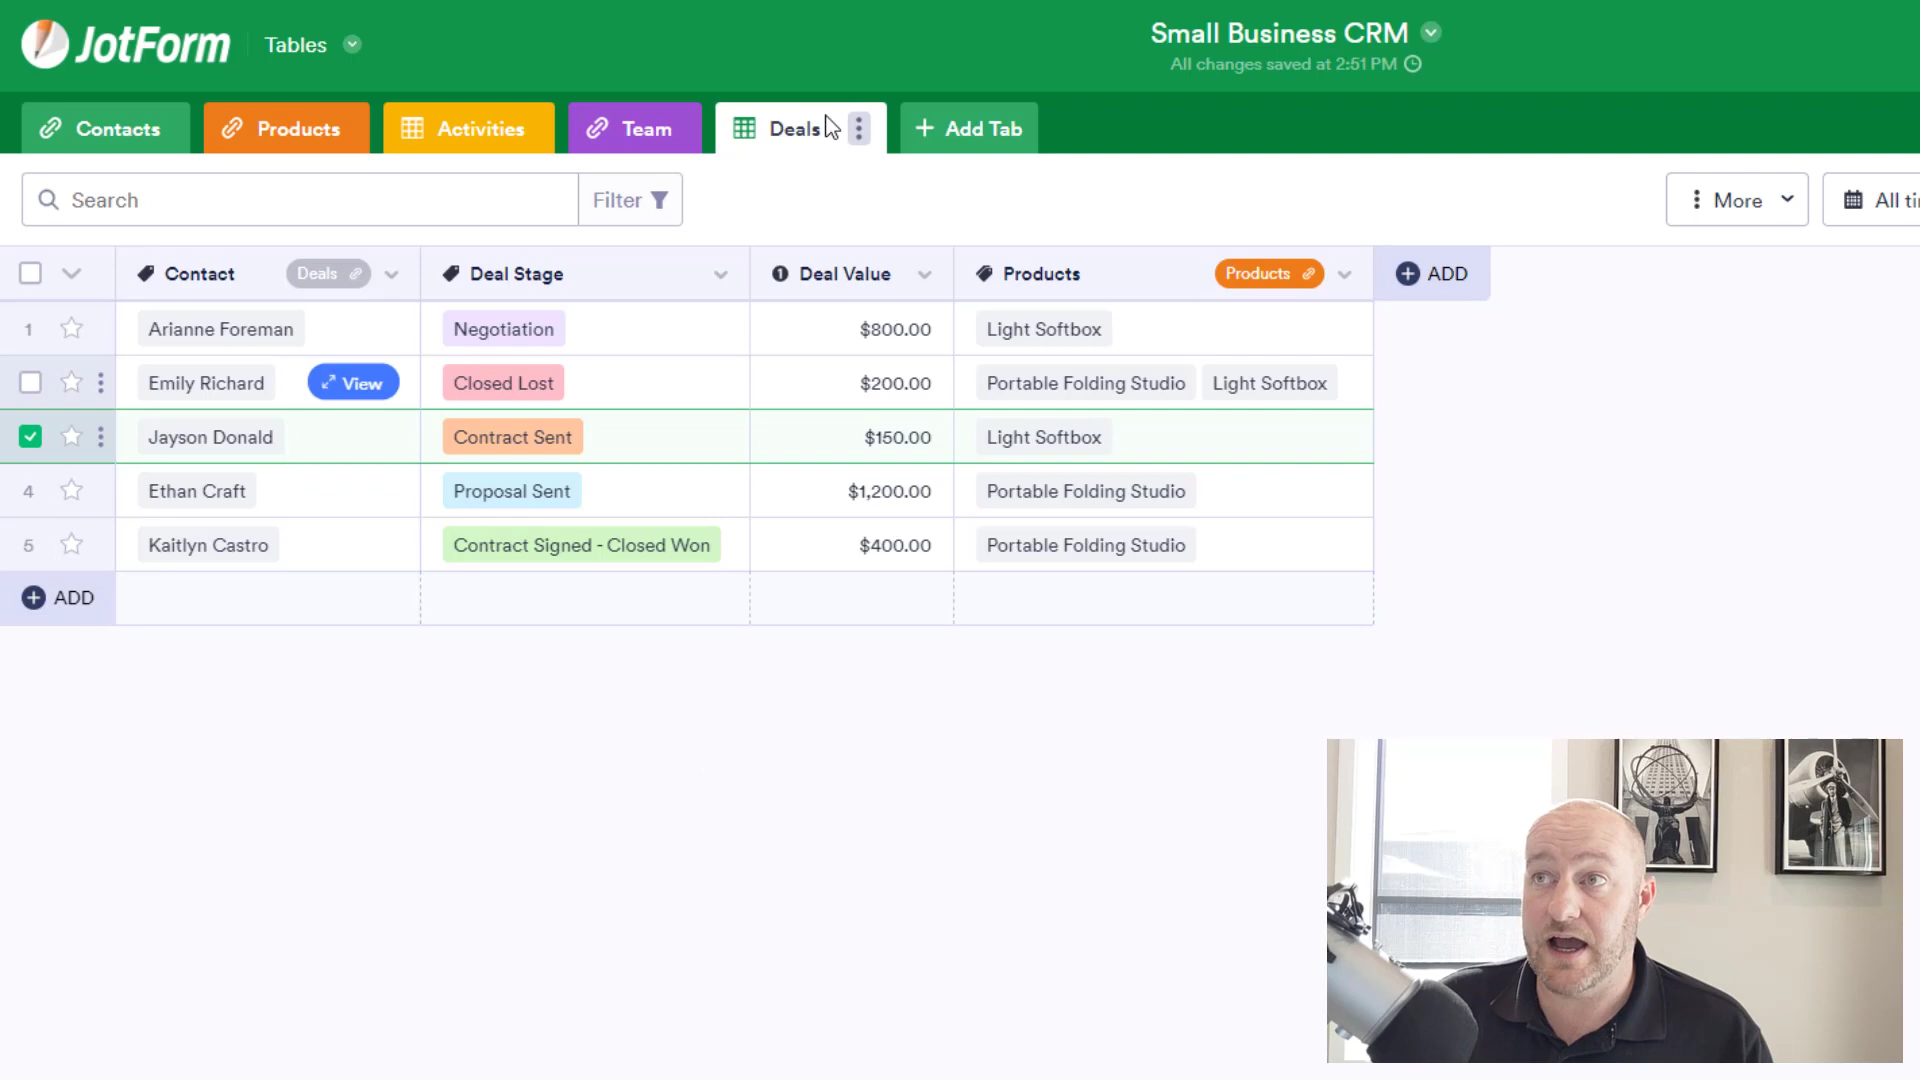 JotForm
Tables
Small Business CRM
All changes saved at 2:51 PM
Contacts
Products
Activities
Team
Deals
+ Add Tab
Search
Filter
More
All ti
Contact Deals
Deal Stage
1 Deal Value
Products Products
ADD
1 Arianne Foreman Negotiation $800.00 Light Softbox
Emily Richard View Closed Lost $200.00 Portable Folding Studio Light Softbox
Jayson Donald Contract Sent $150.00 Light Softbox
4 Ethan Craft Proposal Sent $1,200.00 Portable Folding Studio
5 Kaitlyn Castro Contract Signed - Closed Won $400.00 Portable Folding Studio
ADD